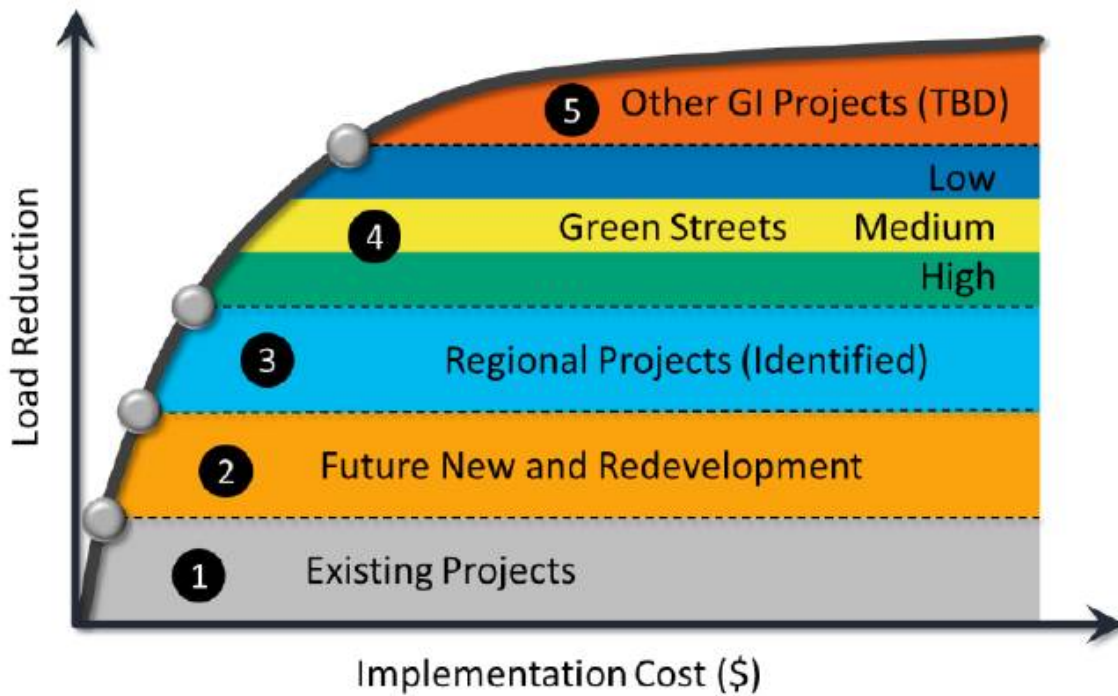 Load Reduction
5 Other GI Projects (TBD)
Low
4 Green Streets Medium
High
3 Regional Projects (Identified)
2 Future New and Redevelopment
1 Existing Projects
Implementation Cost ($)